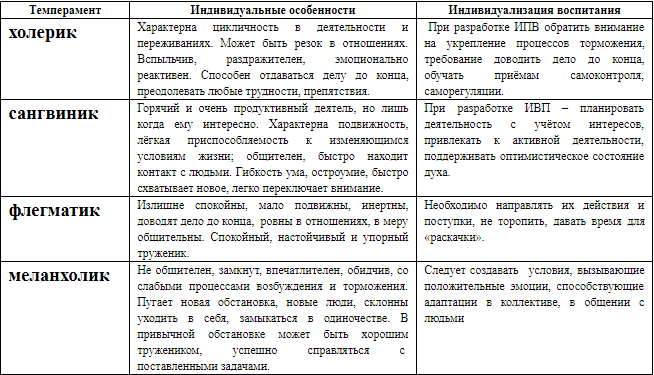 Темперамент Индивидуальные особенности Индивидуализация воспитания
холерик
Характерна цикличность в деятельности и
переживаниях. Может быть резок в отношениях.
Вспыльчив, раздражителен, эмоционально
реактивен. Способен отдаваться делу до конца,
преодолевать любые трудности, препятствия.
При разработке ИПВ обратить внимание
на укрепление процессов торможения,
требование доводить дело до конца,
обучать приёмам самоконтроля,
саморегуляции.
сангвиник
Горячий и очень продуктивный деятель, но лишь
когда ему интересно. Характерна подвижность,
лёгкая приспособляемость к изменяющимся
условиям жизни; общителен, быстро находит
контакт с людьми. Гибкость ума, остроумие, быстро
схватывает новое, легко переключает внимание.
При разработке ИВП – планировать
деятельность с учётом интересов,
привлекать к активной деятельности,
поддерживать оптимистическое состояние
духа.
флегматик
Излишне спокойны, мало подвижны, инертны,
доводят дело до конца, ровны в отношениях, в меру
общительны. Спокойный, настойчивый и упорный
труженик.
Необходимо направлять их действия и
поступки, не торопить, давать время для
«раскачки».
меланхолик
Не общителен, замкнут, впечатлителен, обидчив, со
слабыми процессами возбуждения и торможения.
Пугает новая обстановка, новые люди, склонны
уходить в себя, замыкаться в одиночестве. В
привычной обстановке может быть хорошим
тружеником, успешно справляться с
поставленными задачами.
Следует создавать условия, вызывающие
положительные эмоции, способствующие
адаптации в коллективе, в общении с
людьми